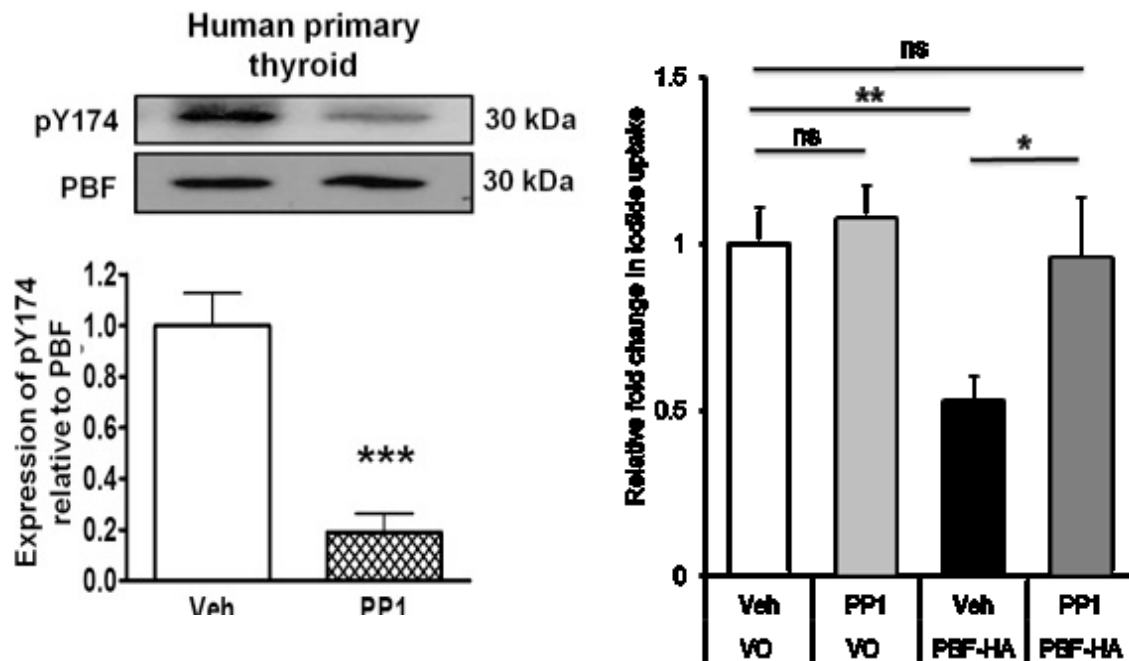 Human primary
thyroid
pY174
30 kDa
PBF
30 kDa
Expression of pY174
relative to PBF
1.2
1.0
0.8
0.6
0.4
0.2
0.0
***
Veh
PP1
Relative fold change in iodide uptake
1.5
1
0.5
0
ns
**
ns
*
Veh PP1 Veh PP1
VO VO PBF-HA PBF-HA